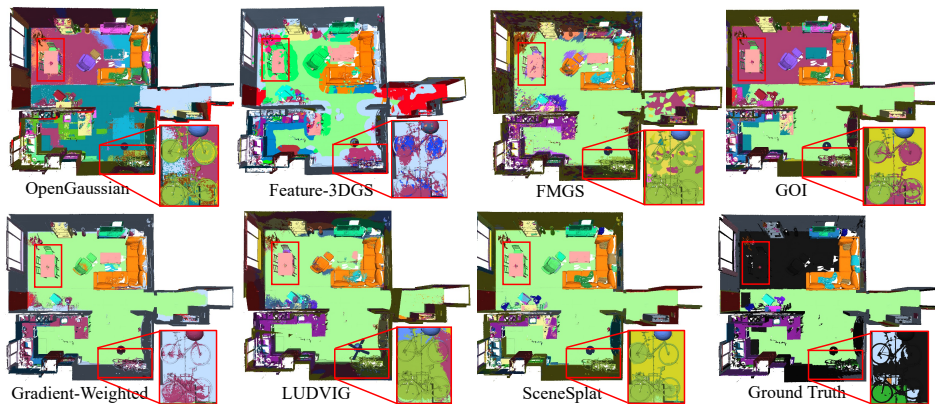 OpenGaussian
Feature-3DGS
FMGS
GOI
Gradient-Weighted
LUDVIG
SceneSplat
Ground Truth